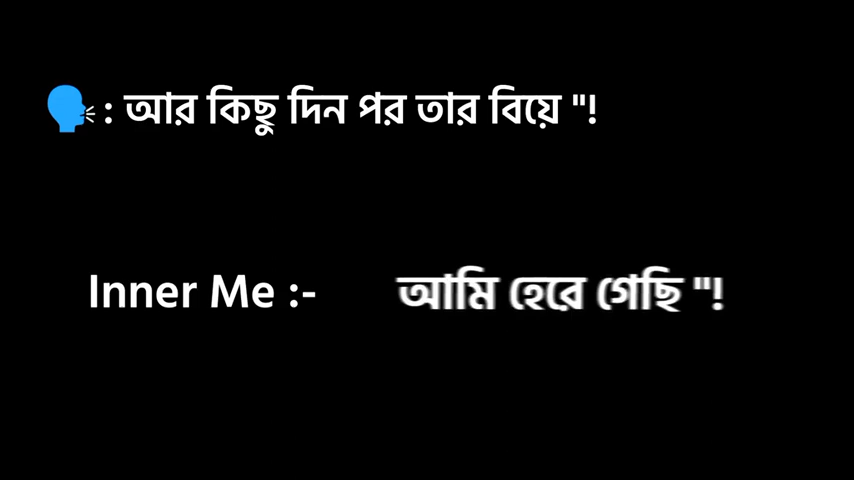 🗣️: আর কিছু দিন পর তার বিয়ে "!
Inner Me :- আমি হেরে গেছি "!